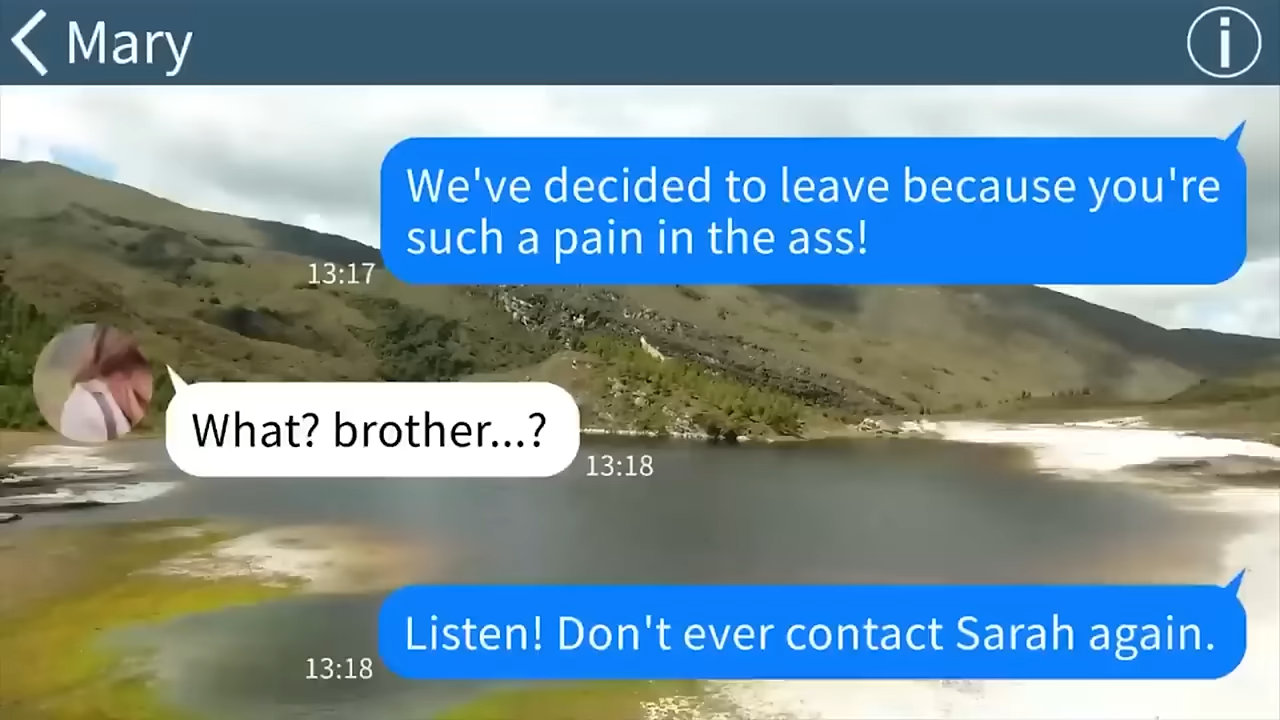 Mary
We've decided to leave because you're
such a pain in the ass!
13:17
What? brother...?
13:18
Listen! Don't ever contact Sarah again.
13:18